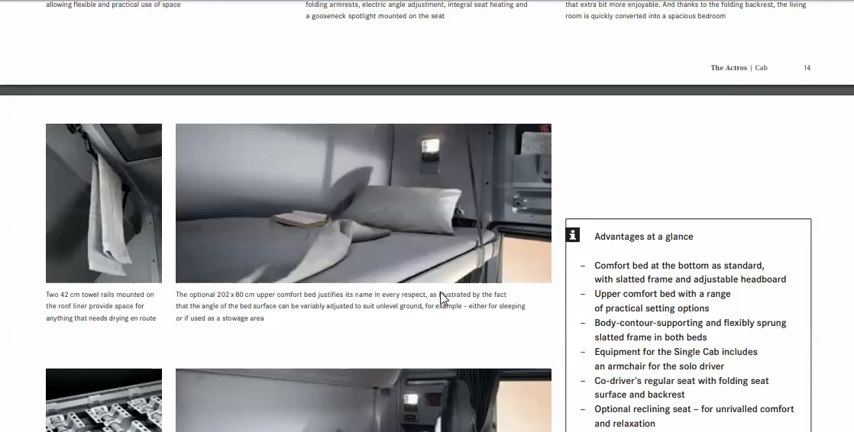 allowing flexible and practical use of space
folding armrests, electric angle adjustment, integral seat heating and
a gooseneck spotlight mounted on the seat
that extra bit more enjoyable. And thanks to the folding backrest, the living
room is quickly converted into a spacious bedroom
The Actros | Cab 14
Two 42 cm towel rails mounted on
the roof liner provide space for
anything that needs drying en route
The optional 202 x 80 cm upper comfort bed justifies its name in every respect, as illustrated by the fact
that the angle of the bed surface can be variably adjusted to suit unlevel ground, for example – either for sleeping
or if used as a stowage area
i Advantages at a glance
– Comfort bed at the bottom as standard,
with slatted frame and adjustable headboard
– Upper comfort bed with a range
of practical setting options
– Body-contour-supporting and flexibly sprung
slatted frame in both beds
– Equipment for the Single Cab includes
an armchair for the solo driver
– Co-driver's regular seat with folding seat
surface and backrest
– Optional reclining seat – for unrivalled comfort
and relaxation